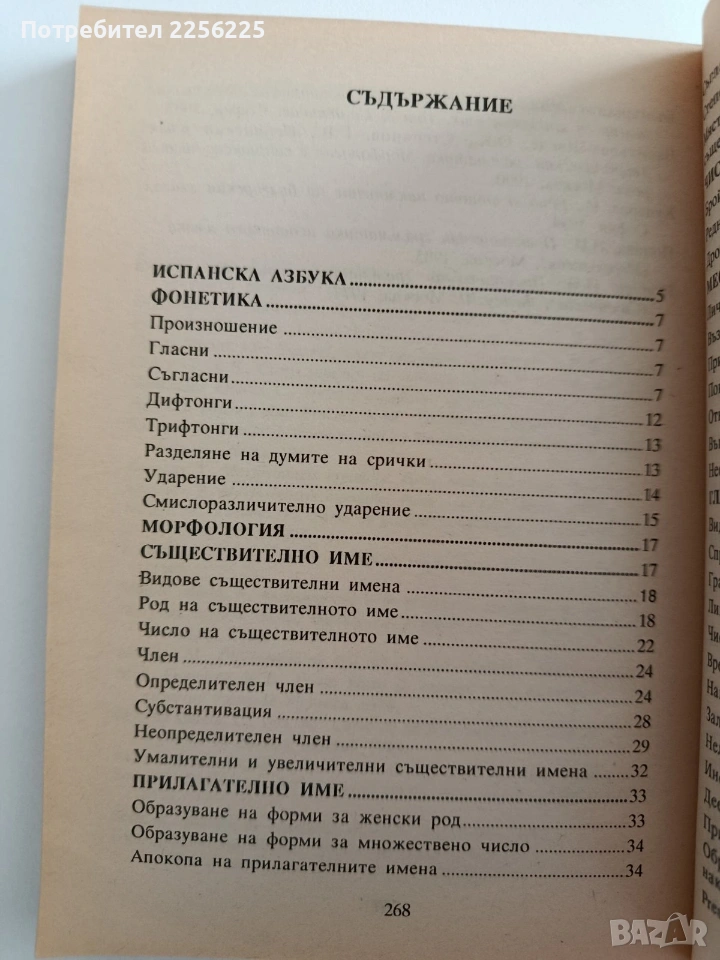 Потребител 2256225
СЪДЪРЖАНИЕ
ИСПАНСКА АЗБУКА 5
ФОНЕТИКА 7
Произношение 7
Гласни 7
Съгласни 7
Дифтонги 12
Трифтонги 13
Разделяне на думите на срички 13
Ударение 14
Смислоразличително ударение 15
МОРФОЛОГИЯ 17
СЪЩЕСТВИТЕЛНО ИМЕ 17
Видове съществителни имена 18
Род на съществителното име 18
Число на съществителното име 22
Член 24
Определителен член 24
Субстантивация 28
Неопределителен член 29
Умалителни и увеличителни съществителни имена 32
ПРИЛАГАТЕЛНО ИМЕ 33
Образуване на форми за женски род 33
Образуване на форми за множествено число 34
Апокопа на прилагателните имена 34
268
BAZAR